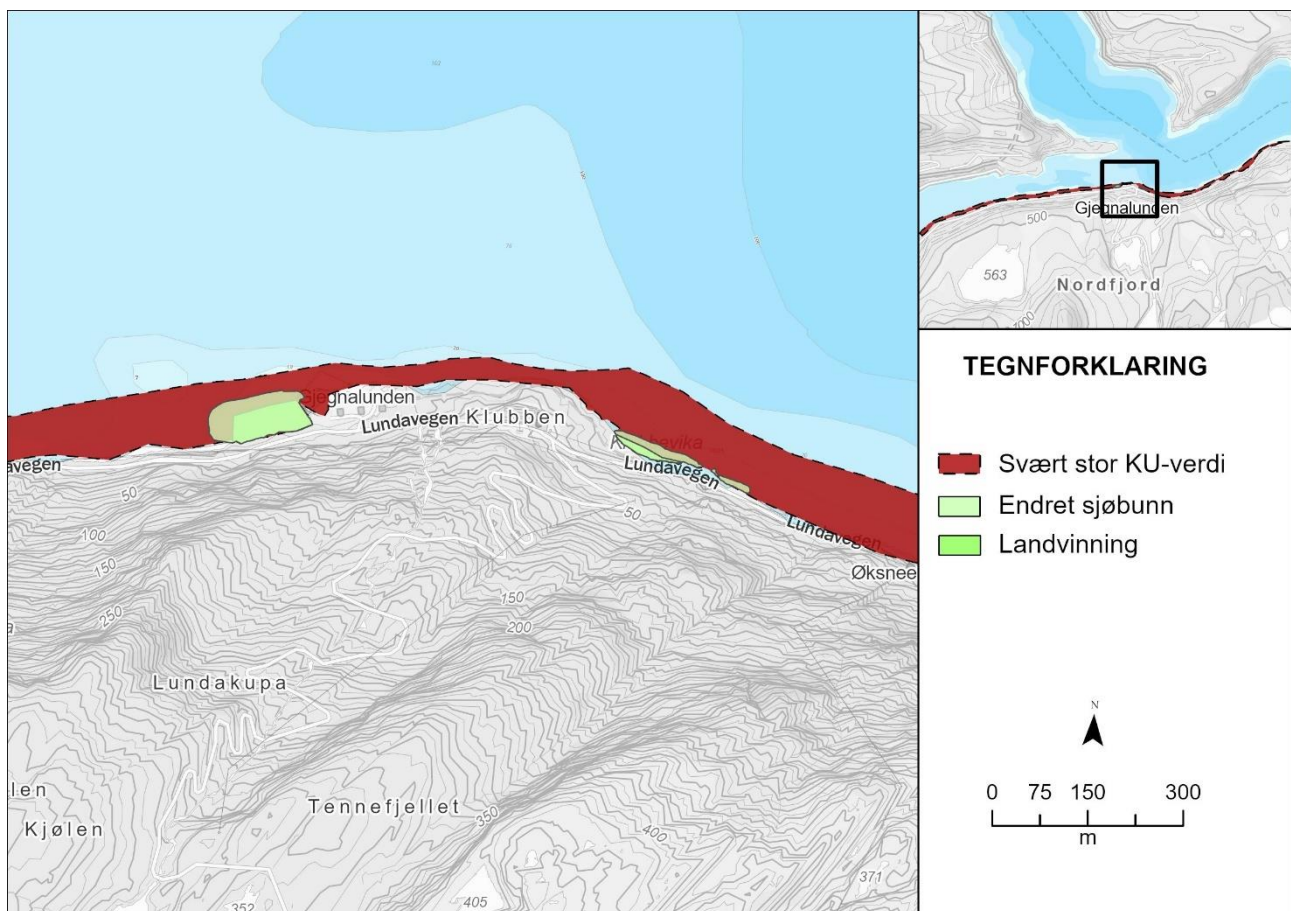 Gjegnalunden
Lundavegen Klubben
avegen
Lundavegen
Lundavegen
Øksnee
50
100
150
250
50
150
200
Lundakupa
len
Kjølen
Tennefjellet
350
400
371
405
352
Gjegnalunden
500
563
Nordfjord
1000
TEGNFORKLARING
Svært stor KU-verdi
Endret sjøbunn
Landvinning
N
0 75 150 300
m